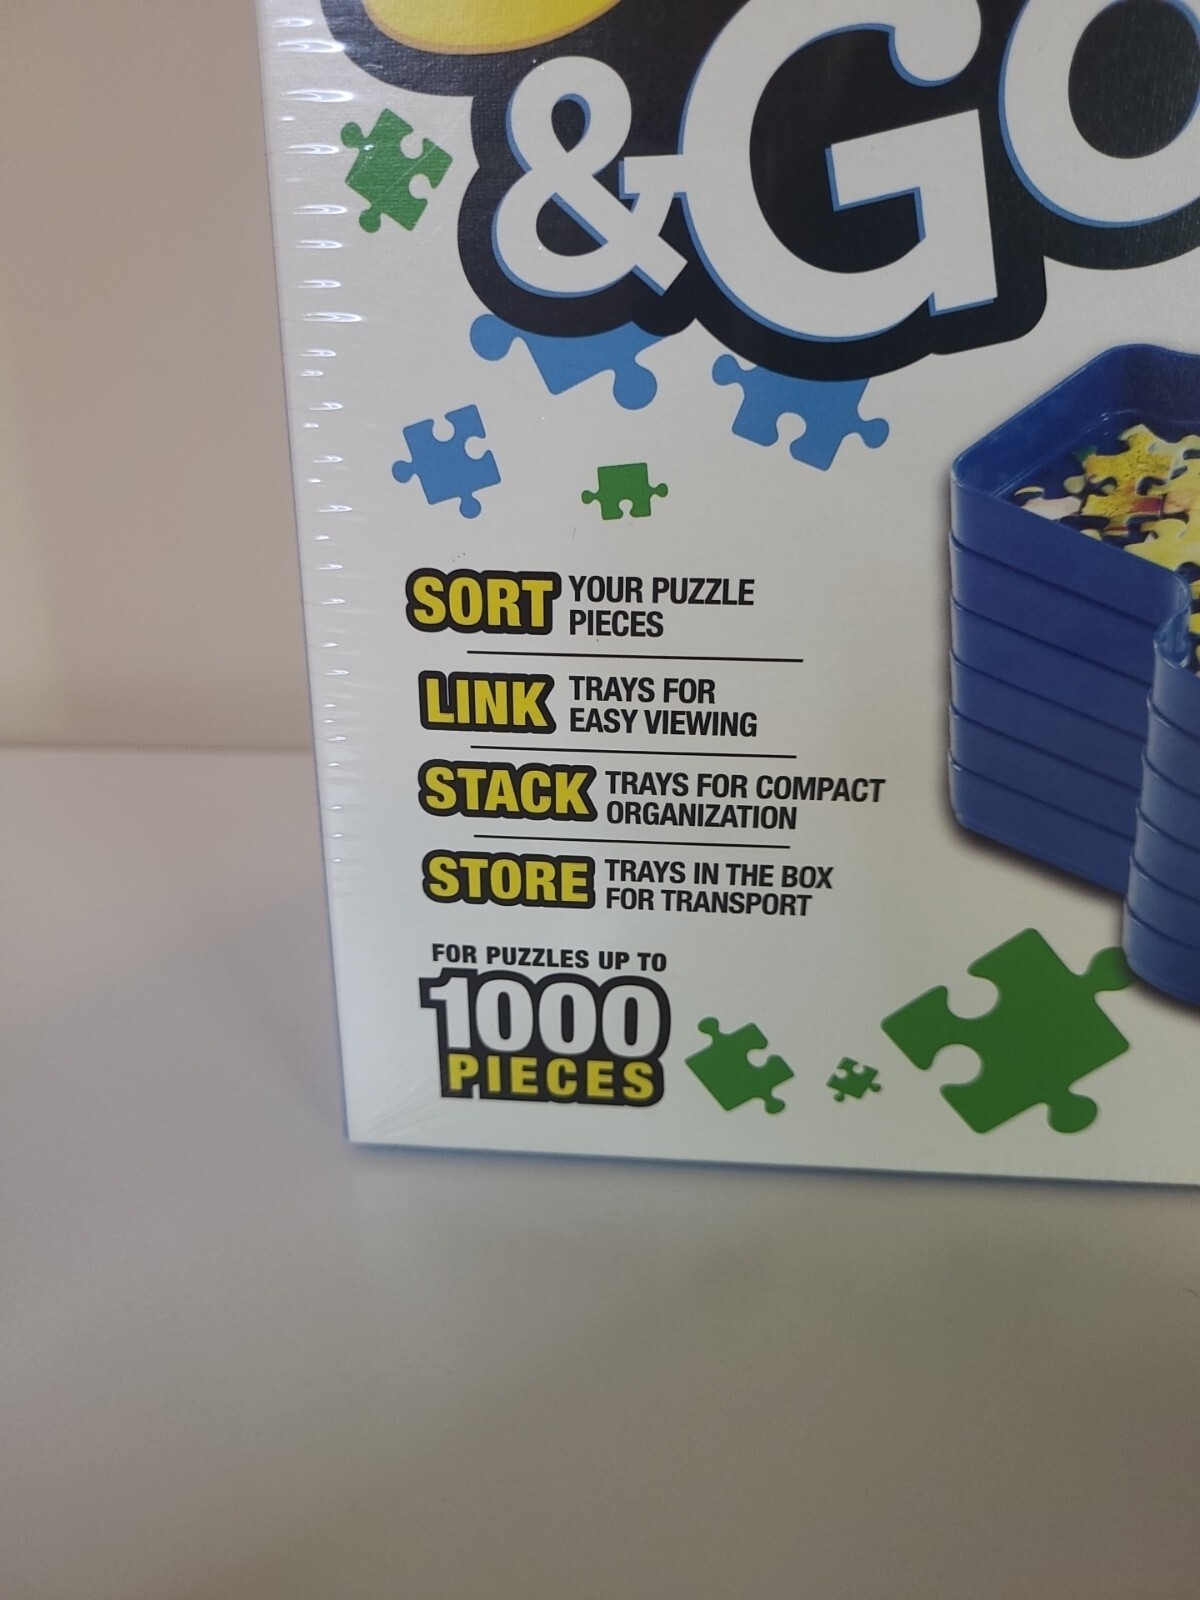 & GO
SORT YOUR PUZZLE
PIECES
LINK TRAYS FOR
EASY VIEWING
STACK TRAYS FOR COMPACT
ORGANIZATION
STORE TRAYS IN THE BOX
FOR TRANSPORT
FOR PUZZLES UP TO
1000
PIECES